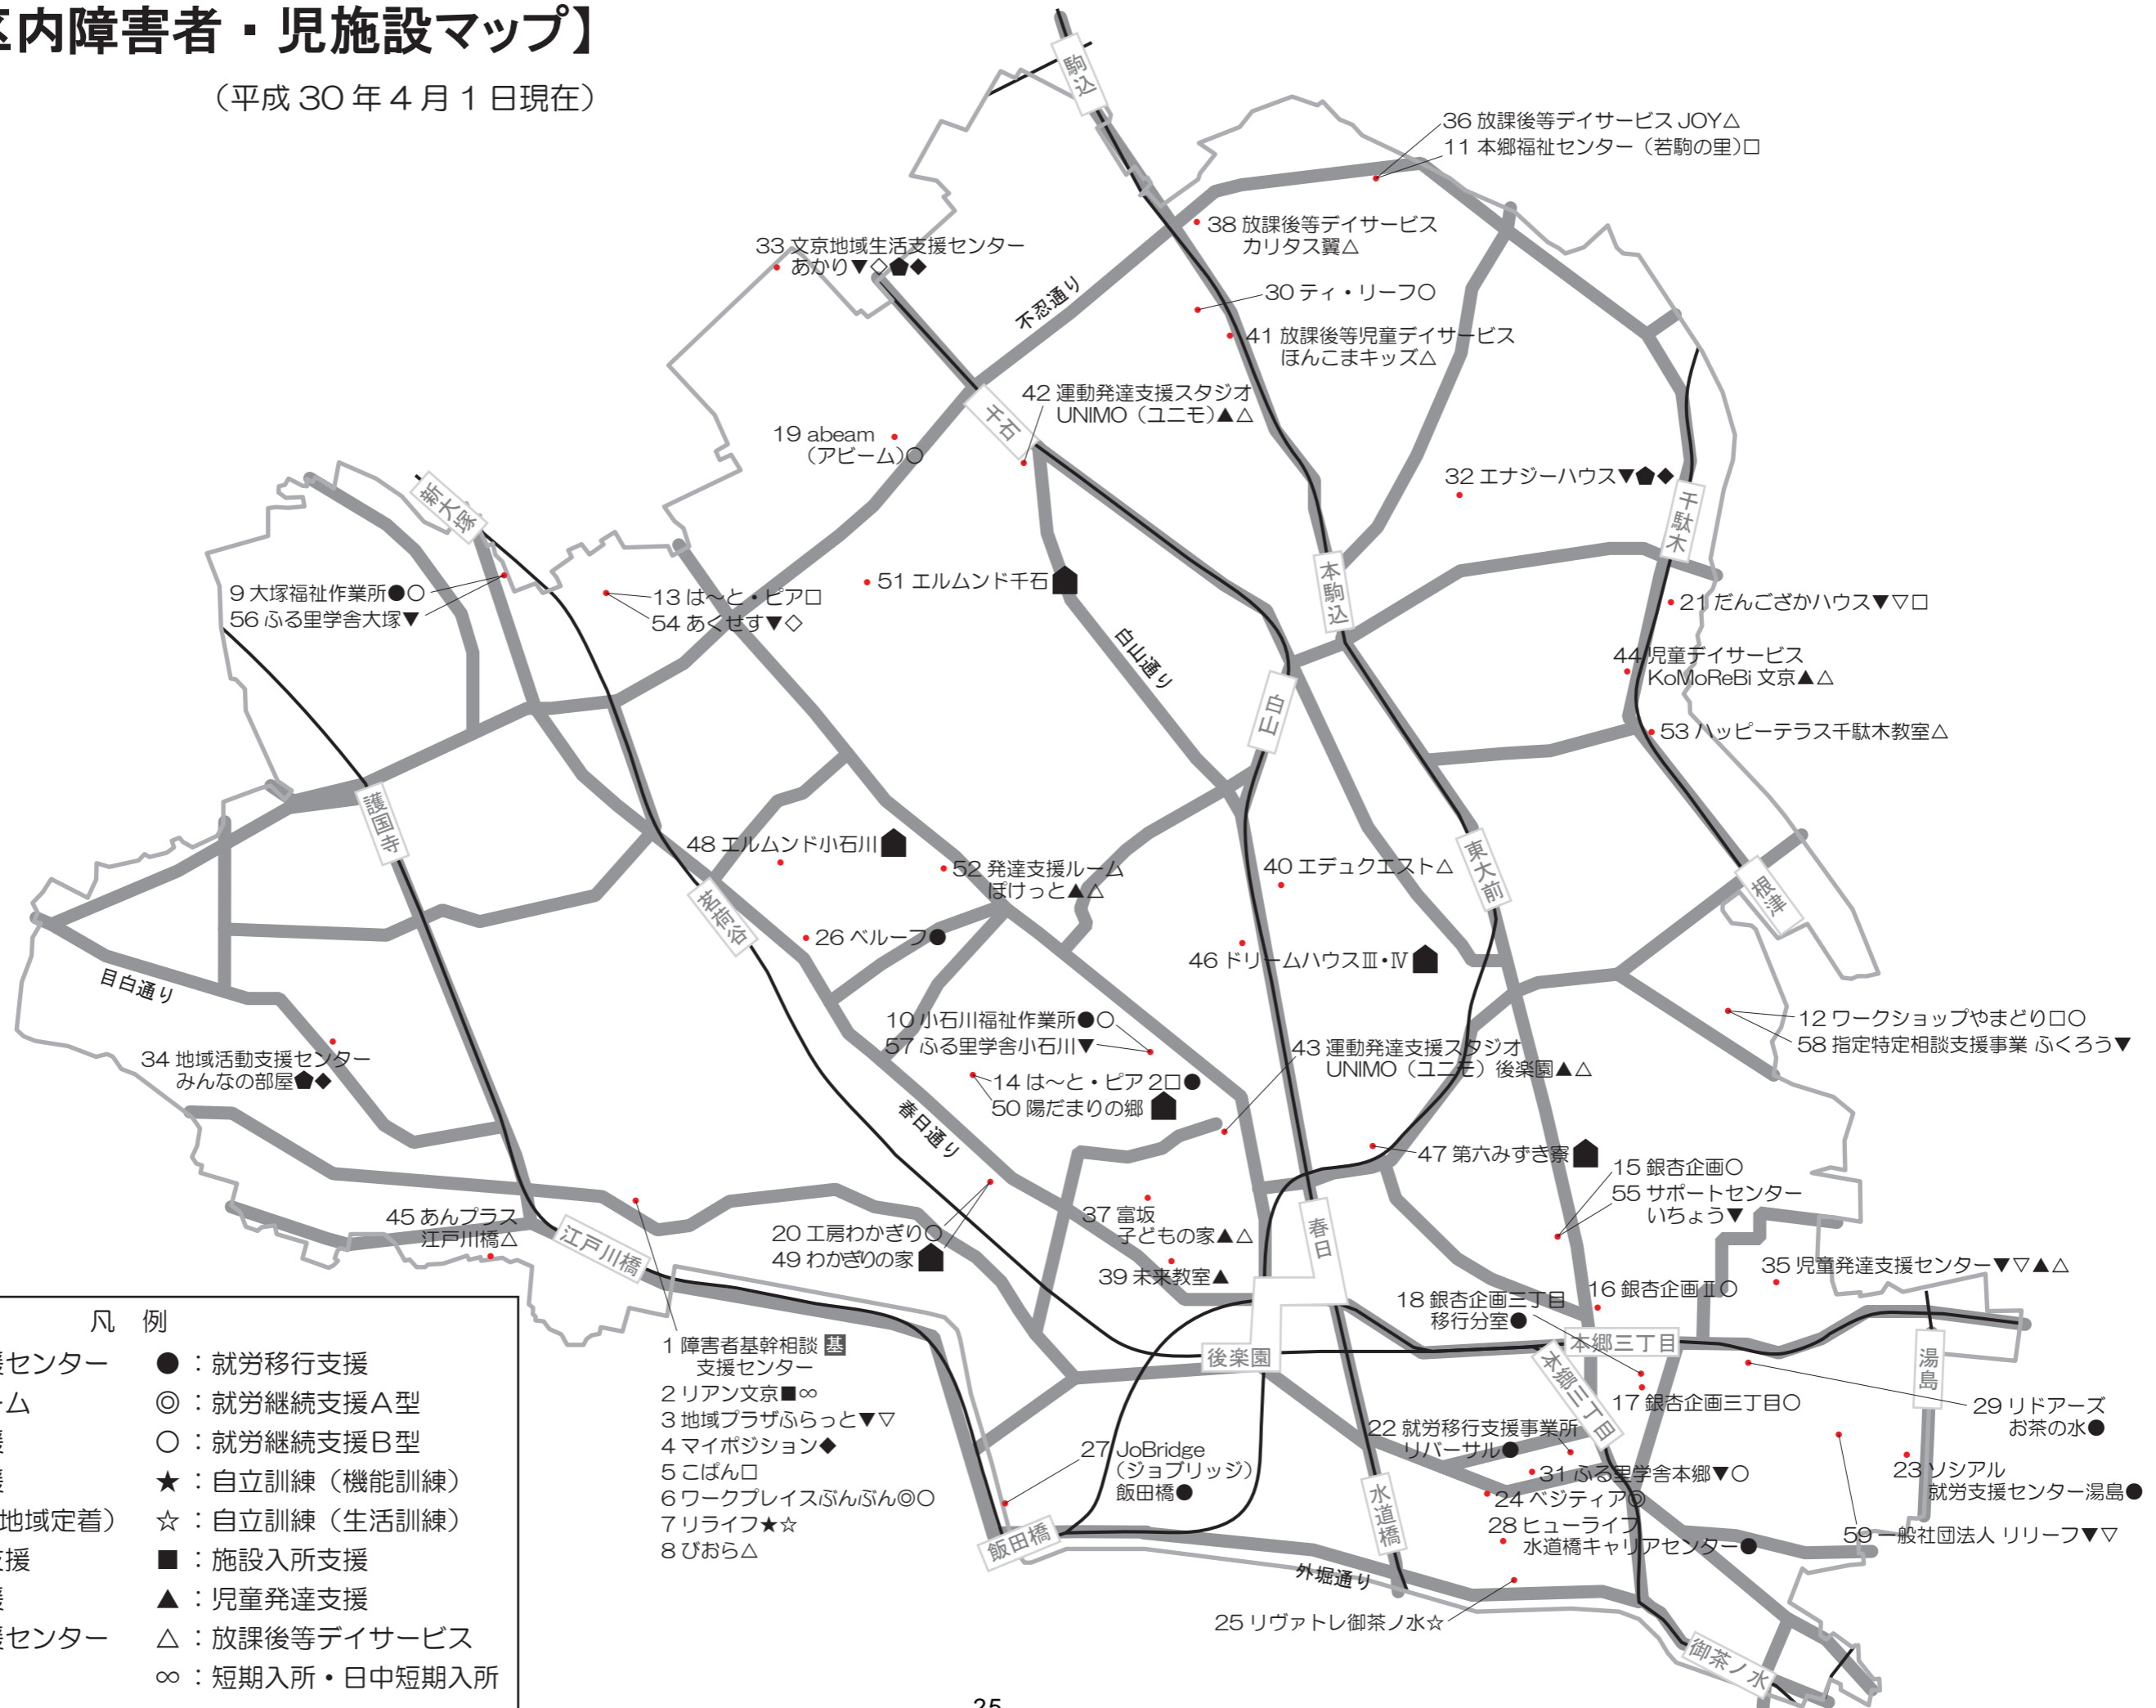 区内障害者・児施設マップ】
（平成 30 年 4 月 1 日現在）
駒込
36 放課後等デイサービス JOY△
11 本郷福祉センター（若駒の里）□
38 放課後等デイサービス
カリタス翼△
33 文京地域生活支援センター
あかり▼◇⬟◆
不忍通り
30 ティ・リーフ○
41 放課後等児童デイサービス
ほんこまキッズ△
42 運動発達支援スタジオ
UNIMO（ユニモ）▲△
千石
19 abeam
（アビーム）○
32 エナジーハウス▼⬟◆
新大塚
千駄木
9 大塚福祉作業所●○
56 ふる里学舎大塚▼
13 は～と・ピア□
54 あくせす▼◇
51 エルムンド千石
本駒込
21 だんござかハウス▼▽□
白山通り
44 児童デイサービス
KoMoReBi 文京▲△
白山
53 ハッピーテラス千駄木教室△
護国寺
48 エルムンド小石川
52 発達支援ルーム
ぽけっと▲△
40 エデュクエスト△
東大前
根津
茗荷谷
26 ベルーフ●
46 ドリームハウスⅢ・Ⅳ
目白通り
10 小石川福祉作業所●○
57 ふる里学舎小石川▼
12 ワークショップやまどり□○
58 指定特定相談支援事業 ふくろう▼
34 地域活動支援センター
みんなの部屋⬟◆
43 運動発達支援スタジオ
UNIMO（ユニモ）後楽園▲△
14 は～と・ピア 2□●
50 陽だまりの郷
春日通り
47 第六みずき寮
15 銀杏企画○
55 サポートセンター
いちょう▼
45 あんプラス
江戸川橋△
江戸川橋
20 工房わかぎり○
49 わかぎりの家
37 富坂
子どもの家▲△
39 未来教室▲
春日
35 児童発達支援センター▼▽▲△
16 銀杏企画Ⅱ○
18 銀杏企画三丁目
移行分室●
本郷三丁目
本郷三丁目
後楽園
湯島
17 銀杏企画三丁目○
29 リドアーズ
お茶の水●
1 障害者基幹相談 基
支援センター
2 リアン文京■∞
3 地域プラザふらっと▼▽
4 マイポジション◆
5 こぱん□
6 ワークプレイスぶんぶん◎○
7 リライフ★☆
8 びおら△
27 JoBridge
（ジョブリッジ）
飯田橋●
22 就労移行支援事業所
リバーサル●
31 ふる里学舎本郷▼○
24 ベジティア◎
28 ヒューライフ
水道橋キャリアセンター●
23 ソシアル
就労支援センター湯島●
59 一般社団法人 リリーフ▼▽
水道橋
飯田橋
外堀通り
25 リヴァトレ御茶ノ水☆
御茶ノ水
凡 例
援センター ●：就労移行支援
ーム ◎：就労継続支援Ａ型
援 ○：就労継続支援Ｂ型
援 ★：自立訓練（機能訓練）
地域定着） ☆：自立訓練（生活訓練）
支援 ■：施設入所支援
援 ▲：児童発達支援
援センター △：放課後等デイサービス
∞：短期入所・日中短期入所
25